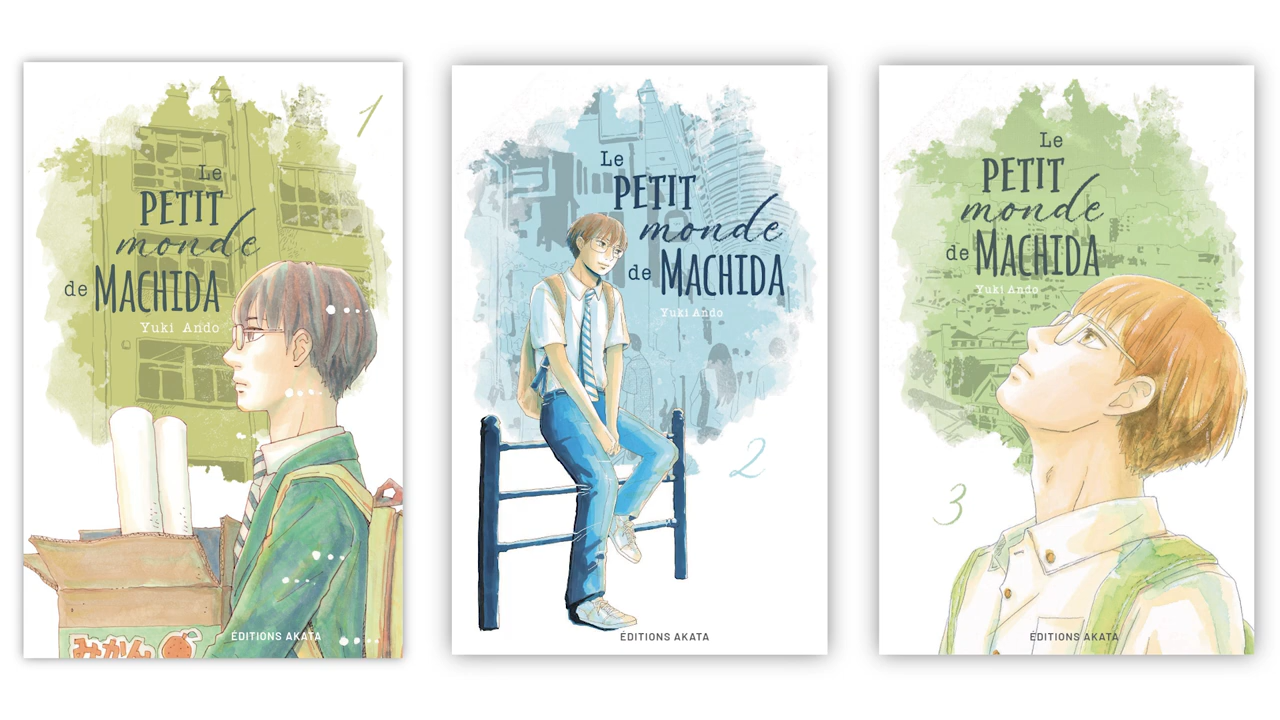 1
Le
PETIT
monde
de MACHIDA
Yuki Ando
みかん
ÉDITIONS AKATA
Le
PETIT
monde
de MACHIDA
Yuki Ando
2
ÉDITIONS AKATA
Le
PETIT
monde
de MACHIDA
Yuki Ando
3
ÉDITIONS AKATA